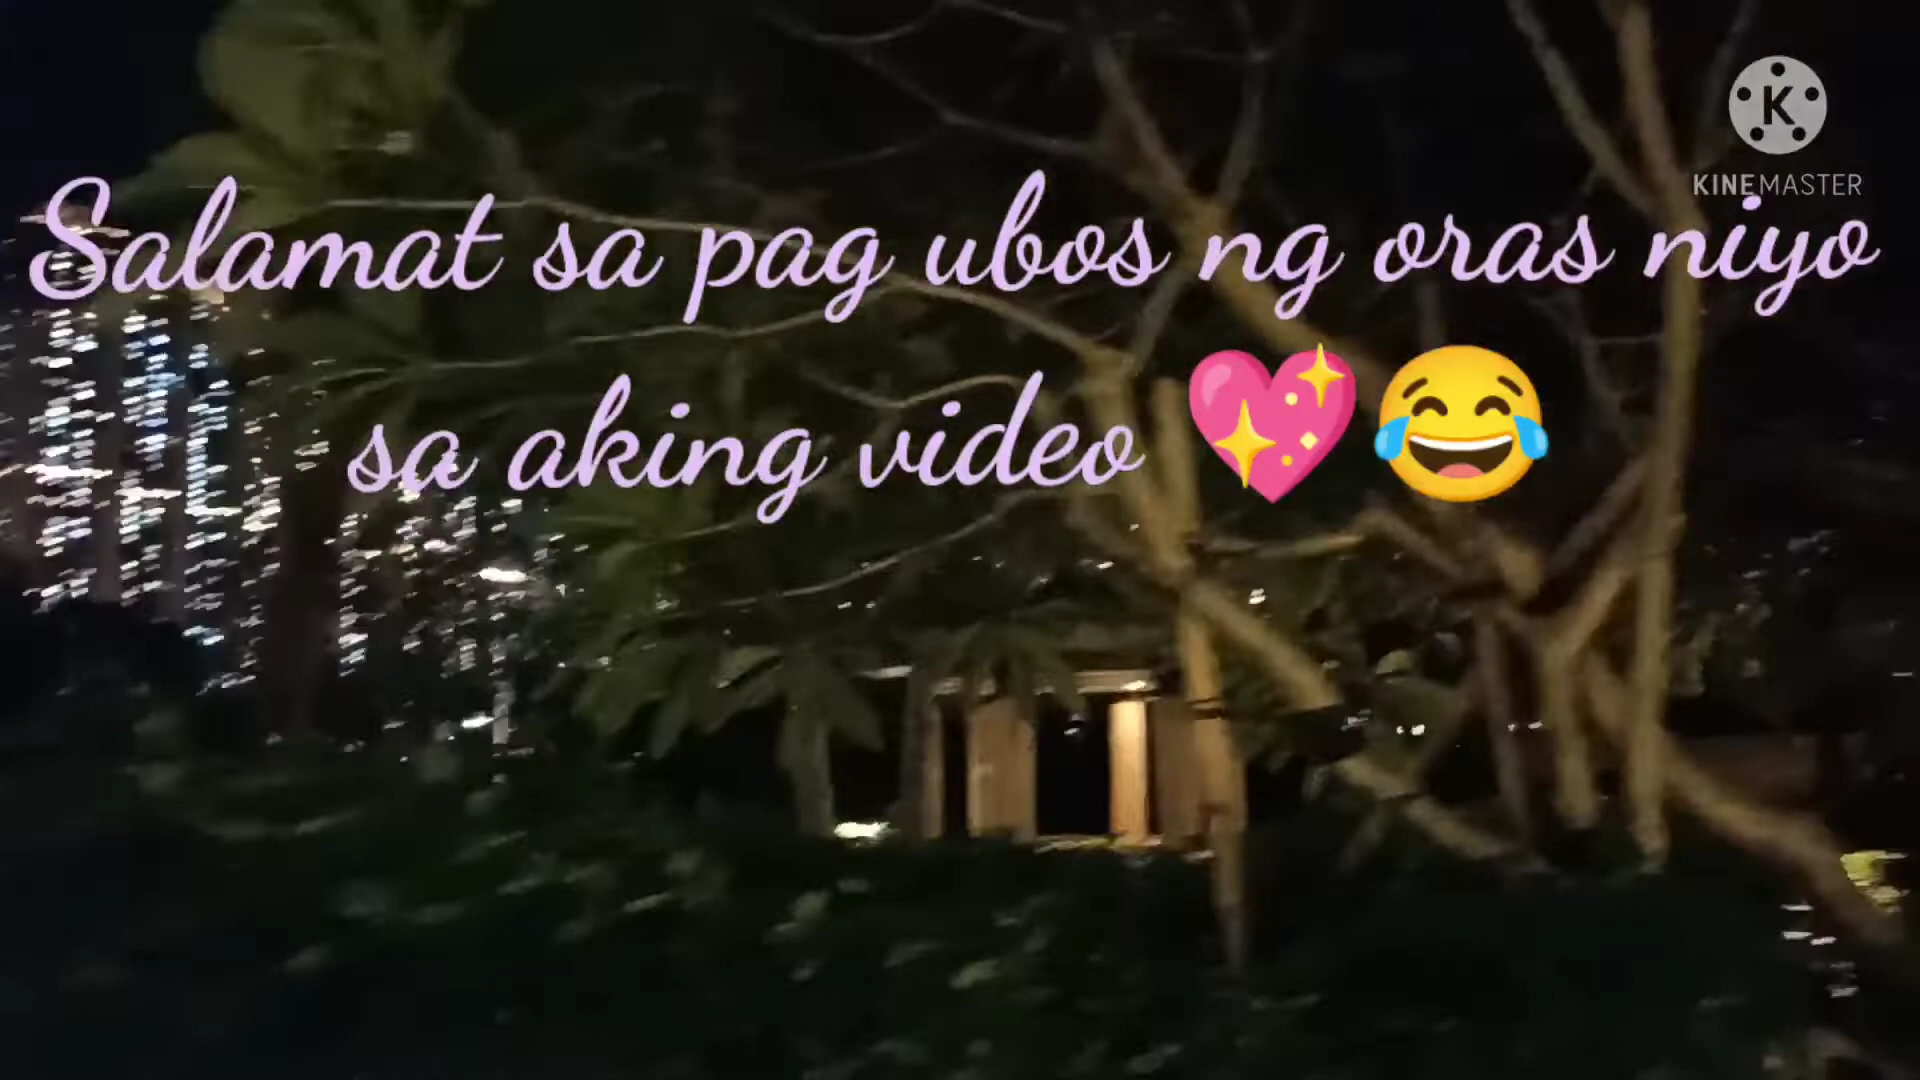 K
KINEMASTER
Salamat sa pag ubos ng oras niyo
sa aking video 💖😂